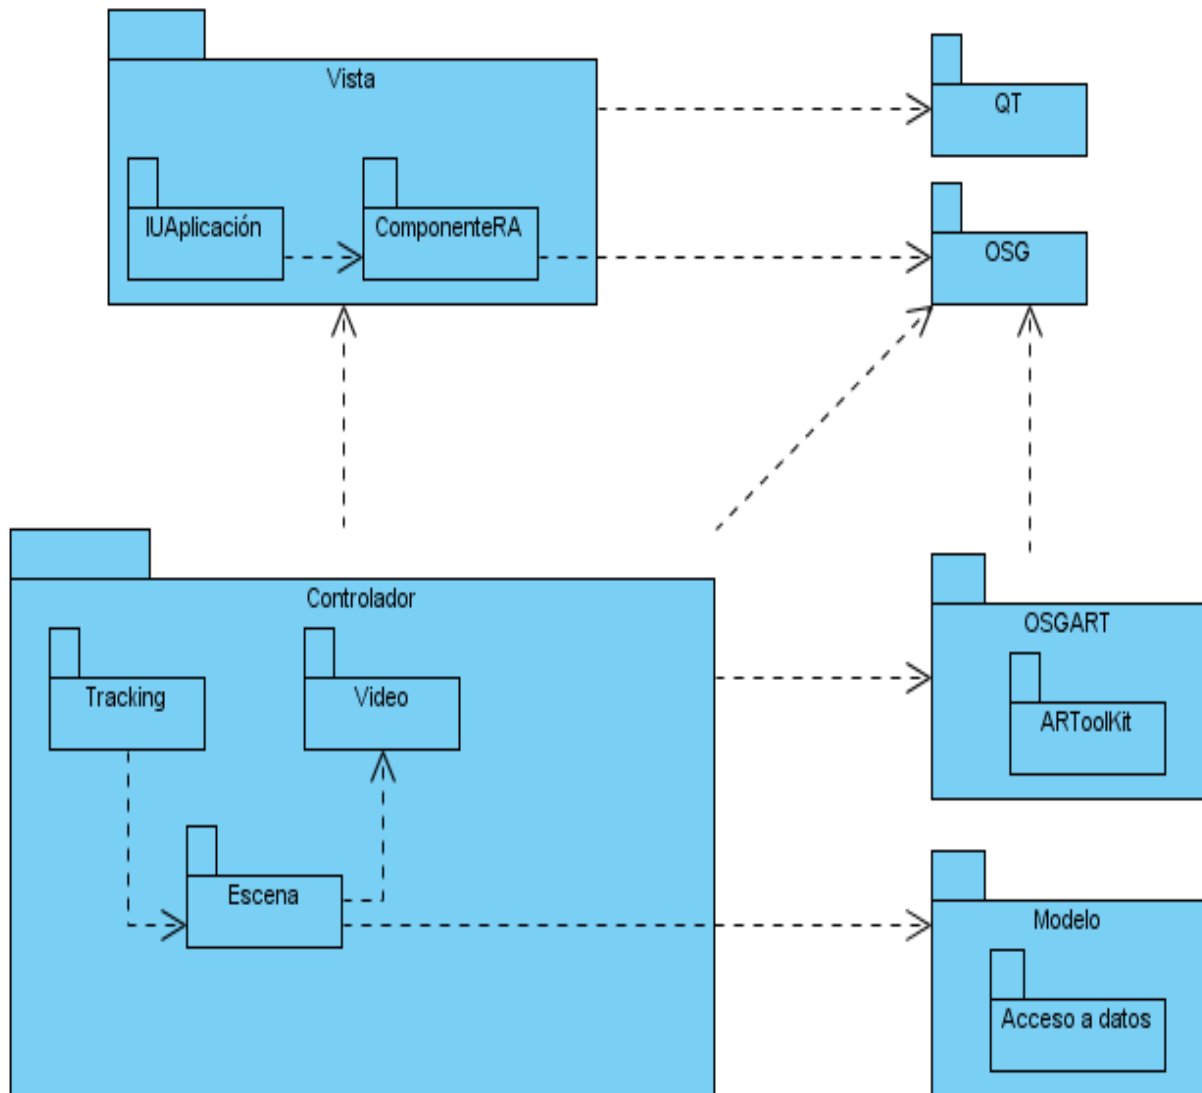 Vista
QT
IUAplicación
ComponenteRA
OSG
Controlador
OSGART
Tracking
Video
ARToolKit
Escena
Modelo
Acceso a datos